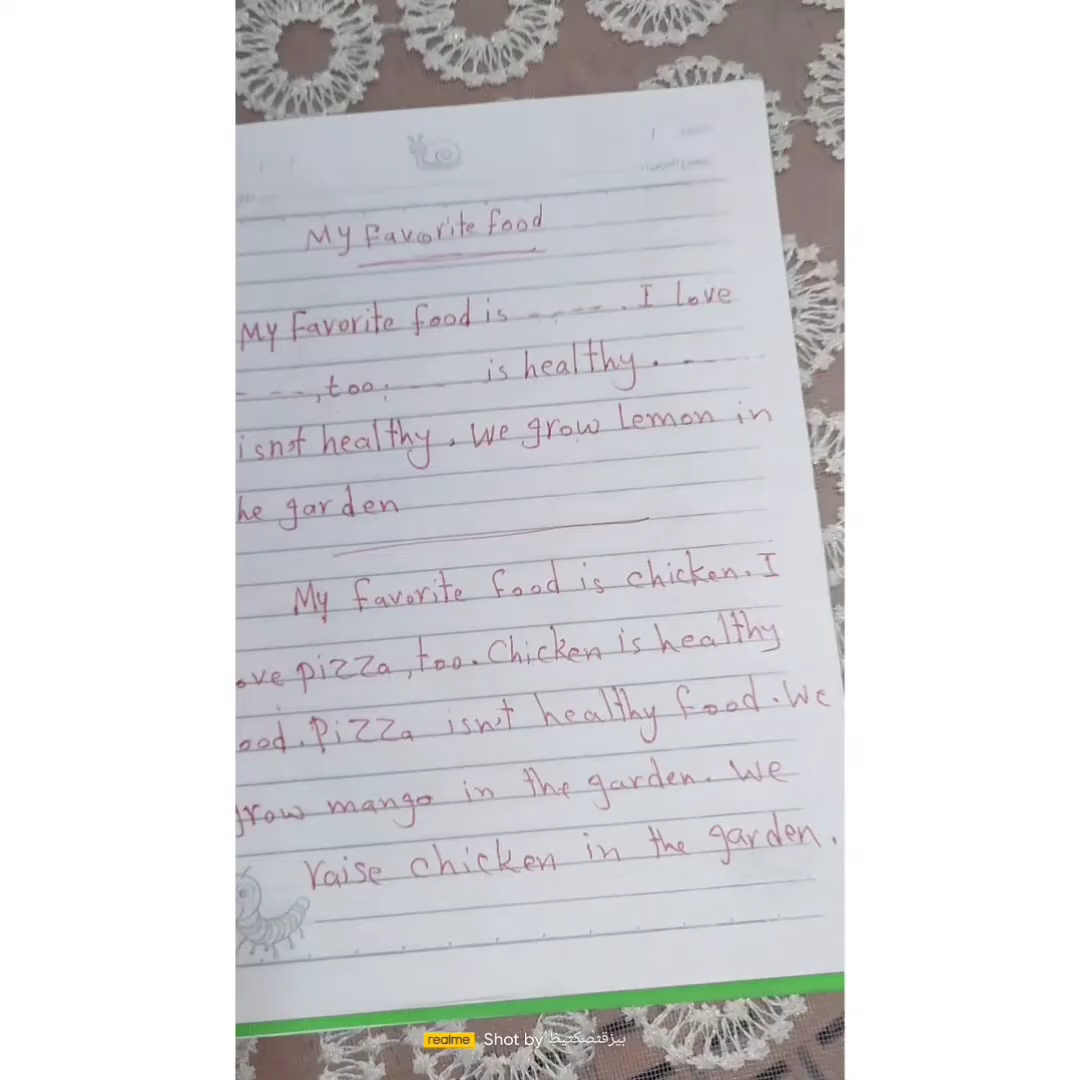 My Favorite food
My Favorite food is ----- . I love
----, too. ---- is healthy. ----
isn't healthy. We grow Lemon in
he garden
My favorite food is chicken. I
ove pizza, too. Chicken is healthy
ood. Pizza isn't healthy food. We
row mango in the garden. We
raise chicken in the garden.
realme Shot by